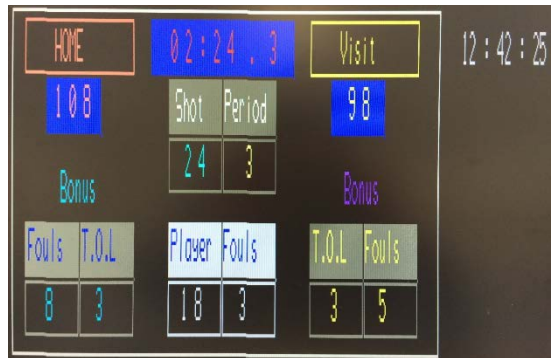 HOME 02:24.3 Visit 12:42:25
108 Shot Period 98
24 3
Bonus Bonus
Fouls T.O.L Player Fouls T.O.L Fouls
8 3 18 3 3 5